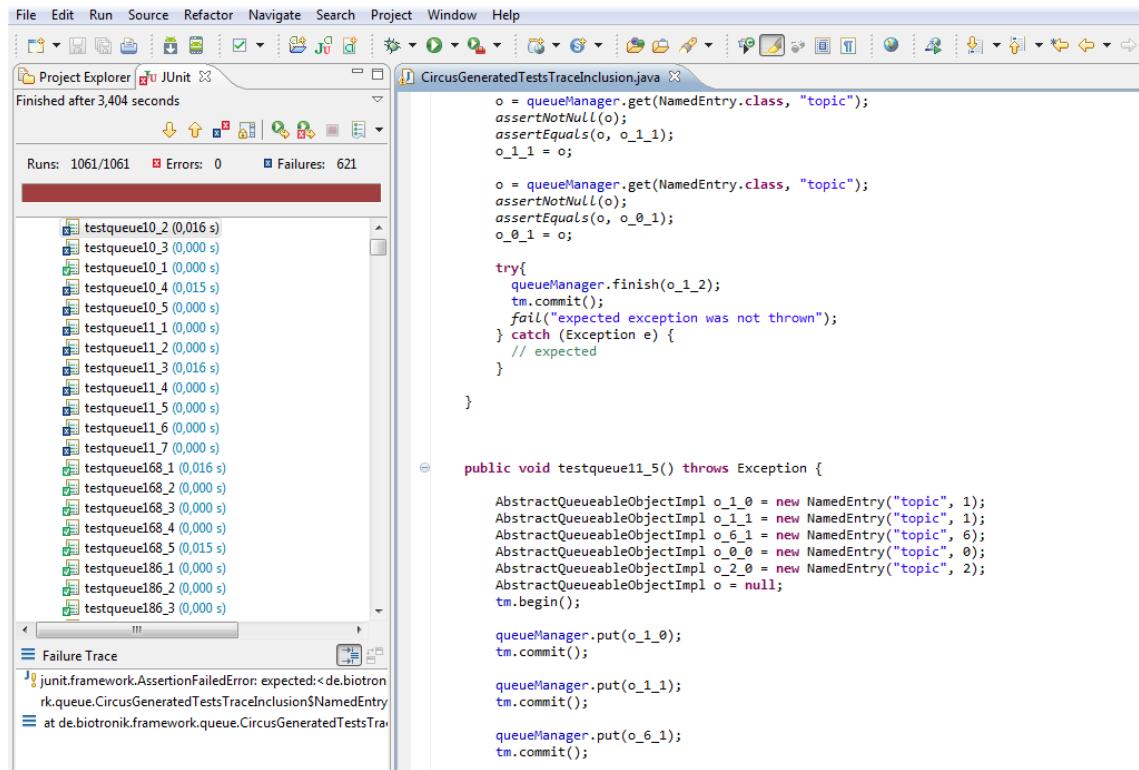 File Edit Run Source Refactor Navigate Search Project Window Help
Project Explorer JUnit
Finished after 3,404 seconds
Runs: 1061/1061 Errors: 0 Failures: 621
testqueue10_2 (0,016 s)
testqueue10_3 (0,000 s)
testqueue10_1 (0,000 s)
testqueue10_4 (0,015 s)
testqueue10_5 (0,000 s)
testqueue11_1 (0,000 s)
testqueue11_2 (0,000 s)
testqueue11_3 (0,016 s)
testqueue11_4 (0,000 s)
testqueue11_5 (0,000 s)
testqueue11_6 (0,000 s)
testqueue11_7 (0,000 s)
testqueue168_1 (0,016 s)
testqueue168_2 (0,000 s)
testqueue168_3 (0,000 s)
testqueue168_4 (0,000 s)
testqueue168_5 (0,015 s)
testqueue186_1 (0,000 s)
testqueue186_2 (0,000 s)
testqueue186_3 (0,000 s)
Failure Trace
junit.framework.AssertionFailedError: expected:<de.biotron
rk.queue.CircusGeneratedTestsTraceInclusion$NamedEntry
at de.biotronik.framework.queue.CircusGeneratedTestsTra
CircusGeneratedTestsTraceInclusion.java
o = queueManager.get(NamedEntry.class, "topic");
assertNotNull(o);
assertEquals(o, o_1_1);
o_1_1 = o;
o = queueManager.get(NamedEntry.class, "topic");
assertNotNull(o);
assertEquals(o, o_0_1);
o_0_1 = o;
try{
queueManager.finish(o_1_2);
tm.commit();
fail("expected exception was not thrown");
} catch (Exception e) {
// expected
}
}
public void testqueue11_5() throws Exception {
AbstractQueueableObjectImpl o_1_0 = new NamedEntry("topic", 1);
AbstractQueueableObjectImpl o_1_1 = new NamedEntry("topic", 1);
AbstractQueueableObjectImpl o_6_1 = new NamedEntry("topic", 6);
AbstractQueueableObjectImpl o_0_0 = new NamedEntry("topic", 0);
AbstractQueueableObjectImpl o_2_0 = new NamedEntry("topic", 2);
AbstractQueueableObjectImpl o = null;
tm.begin();
queueManager.put(o_1_0);
tm.commit();
queueManager.put(o_1_1);
tm.commit();
queueManager.put(o_6_1);
tm.commit();